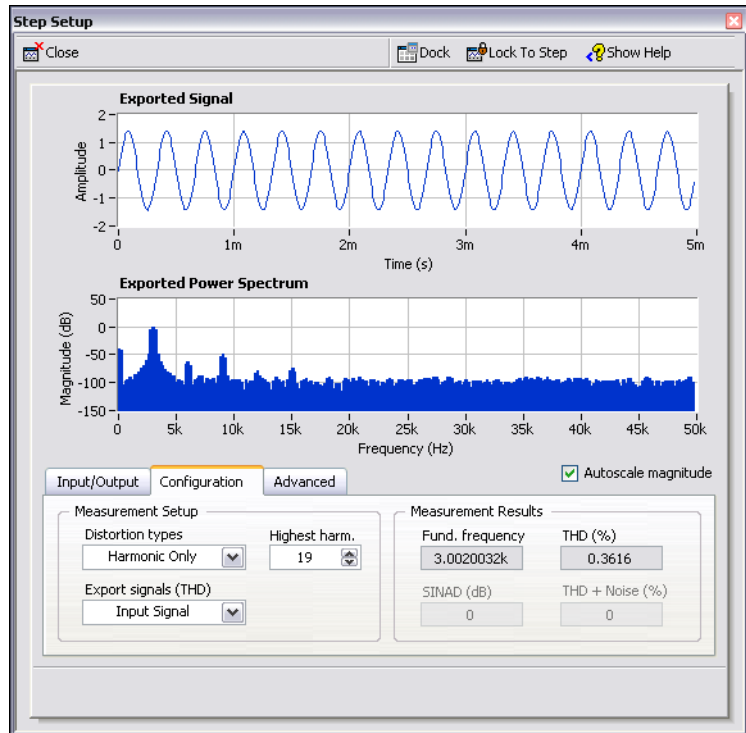 Step Setup
Close Dock Lock To Step Show Help
Exported Signal
Amplitude
2
1
0
-1
-2
0 1m 2m 3m 4m 5m
Time (s)
Exported Power Spectrum
Magnitude (dB)
50
0
-50
-100
-150
0 5k 10k 15k 20k 25k 30k 35k 40k 45k 50k
Frequency (Hz)
Input/Output Configuration Advanced Autoscale magnitude
Measurement Setup
Distortion types Highest harm.
Harmonic Only 19
Export signals (THD)
Input Signal
Measurement Results
Fund. frequency THD (%)
3.0020032k 0.3616
SINAD (dB) THD + Noise (%)
0 0